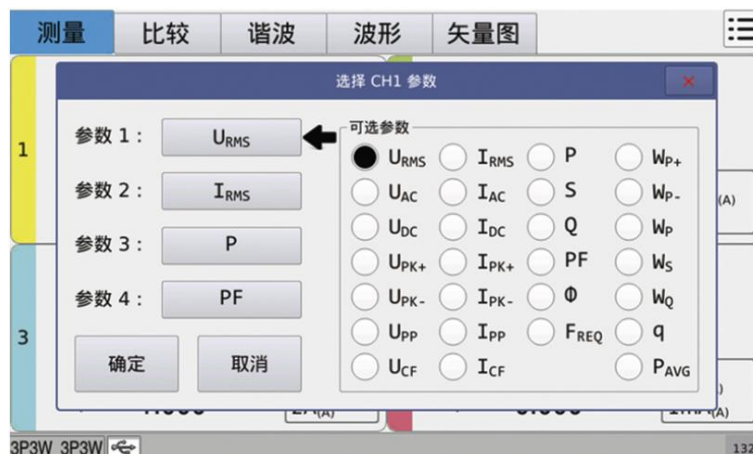 测量 比较 谐波 波形 矢量图
选择 CH1 参数
1
参数 1： URMS
参数 2： IRMS
参数 3： P
参数 4： PF
确定 取消
可选参数
URMS IRMS P WP+
UAC IAC S WP-
UDC IDC Q WP
UPK+ IPK+ PF WS
UPK- IPK- Φ WQ
UPP IPP FREQ q
UCF ICF PAVG
(A)
3
3P3W 3P3W
132